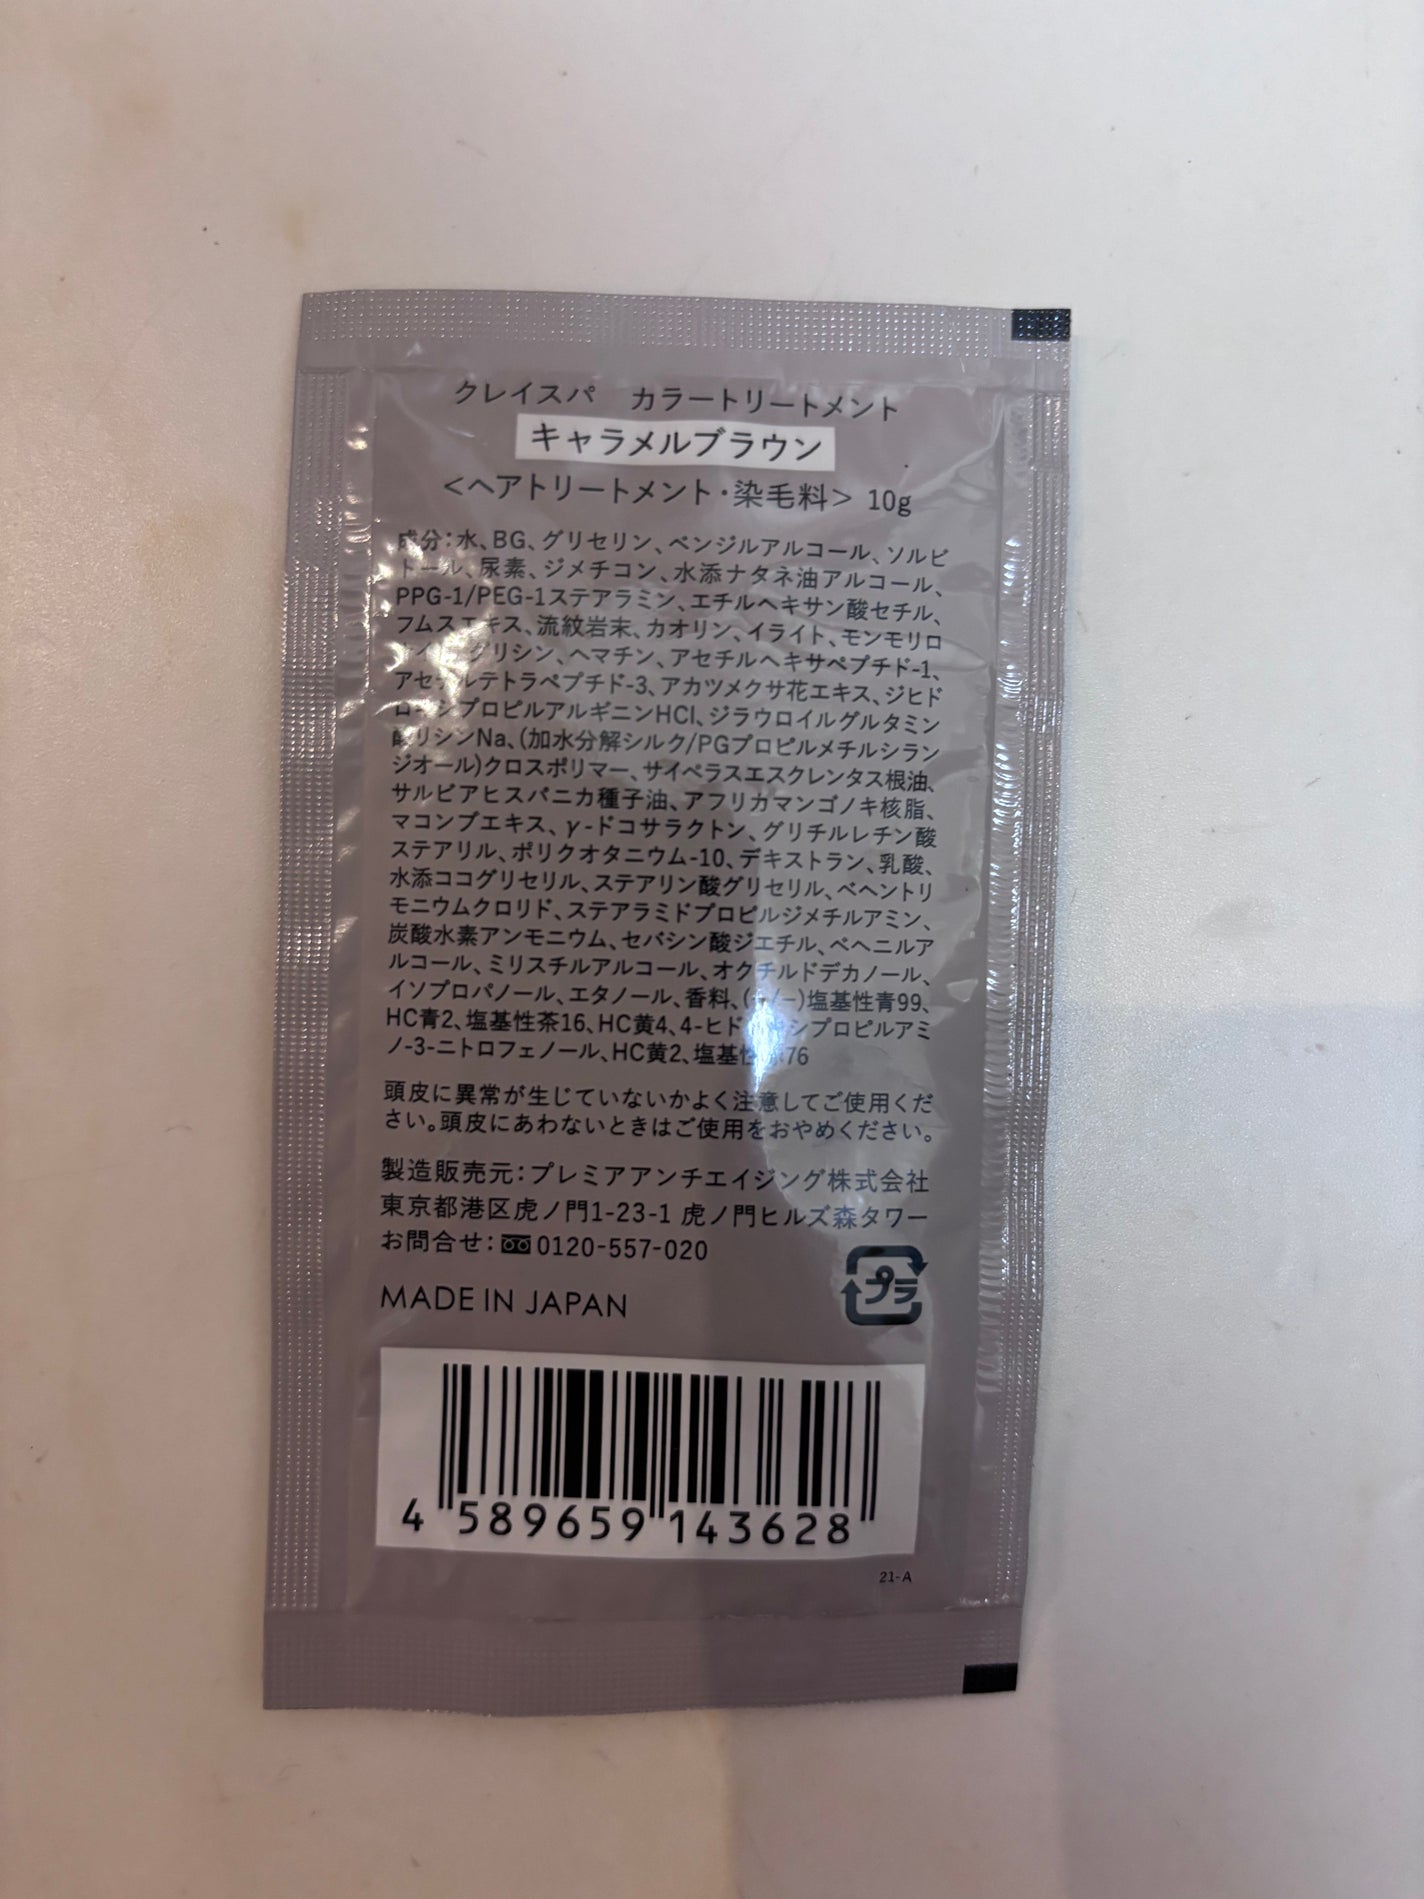 クレイスパ カラートリートメント
キャラメルブラウン
<ヘアトリートメント・染毛料> 10g
成分:水、BG、グリセリン、ベンジルアルコール、ソルビ
トール、尿素、ジメチコン、水添ナタネ油アルコール、
PPG-1/PEG-1ステアラミン、エチルヘキサン酸セチル、
フムスエキス、流紋岩末、カオリン、イライト、モンモリロ
グリシン、ヘマチン、アセチルヘキサペプチド-1、
アセチルテトラペプチド-3、アカツメクサ花エキス、ジヒド
ロキシプロピルアルギニンHCl、ジラウロイルグルタミン
酸リシンNa、(加水分解シルク/PGプロピルメチルシラン
ジオール)クロスポリマー、サイペラスエスクレンタス根油、
サルビアヒスパニカ種子油、アフリカマンゴノキ核脂、
マコンブエキス、γ-ドコサラクトン、グリチルレチン酸
ステアリル、ポリクオタニウム-10、デキストラン、乳酸、
水添ココグリセリル、ステアリン酸グリセリル、ベヘントリ
モニウムクロリド、ステアラミドプロピルジメチルアミン、
炭酸水素アンモニウム、セバシン酸ジエチル、ベヘニルア
ルコール、ミリスチルアルコール、オクチルドデカノール、
イソプロパノール、エタノール、香料、(+/−)塩基性青99、
HC青2、塩基性茶16、HC黄4、4-ヒドロキシプロピルアミ
ノ-3-ニトロフェノール、HC黄2、塩基性 76
頭皮に異常が生じていないかよく注意してご使用くだ
さい。頭皮にあわないときはご使用をおやめください。
製造販売元:プレミアアンチエイジング株式会社
東京都港区虎ノ門1-23-1 虎ノ門ヒルズ森タワー
お問合せ:0120-557-020
MADE IN JAPAN
プラ
4 589659 143628
21-A